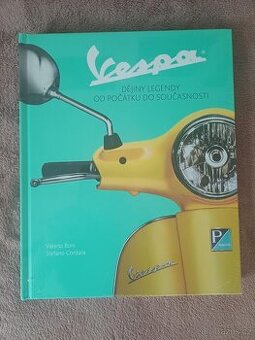 Vespa
DĚJINY LEGENDY
OD POČÁTKU DO SOUČASNOSTI
Valerio Boni
Stefano Cordara
P
Vespa